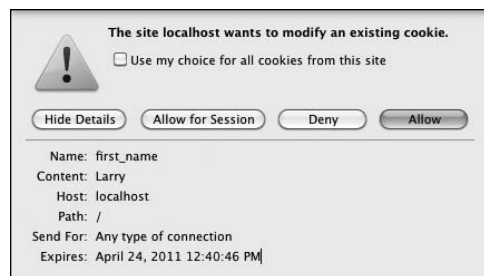 The site localhost wants to modify an existing cookie.
Use my choice for all cookies from this site
Hide Details Allow for Session Deny Allow
Name: first_name
Content: Larry
Host: localhost
Path: /
Send For: Any type of connection
Expires: April 24, 2011 12:40:46 PM